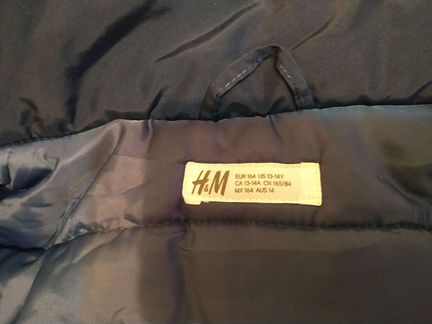 H&M
EUR 164 US 13-14Y
CA 13-14A CN 165/84
MX 164 AUS 14